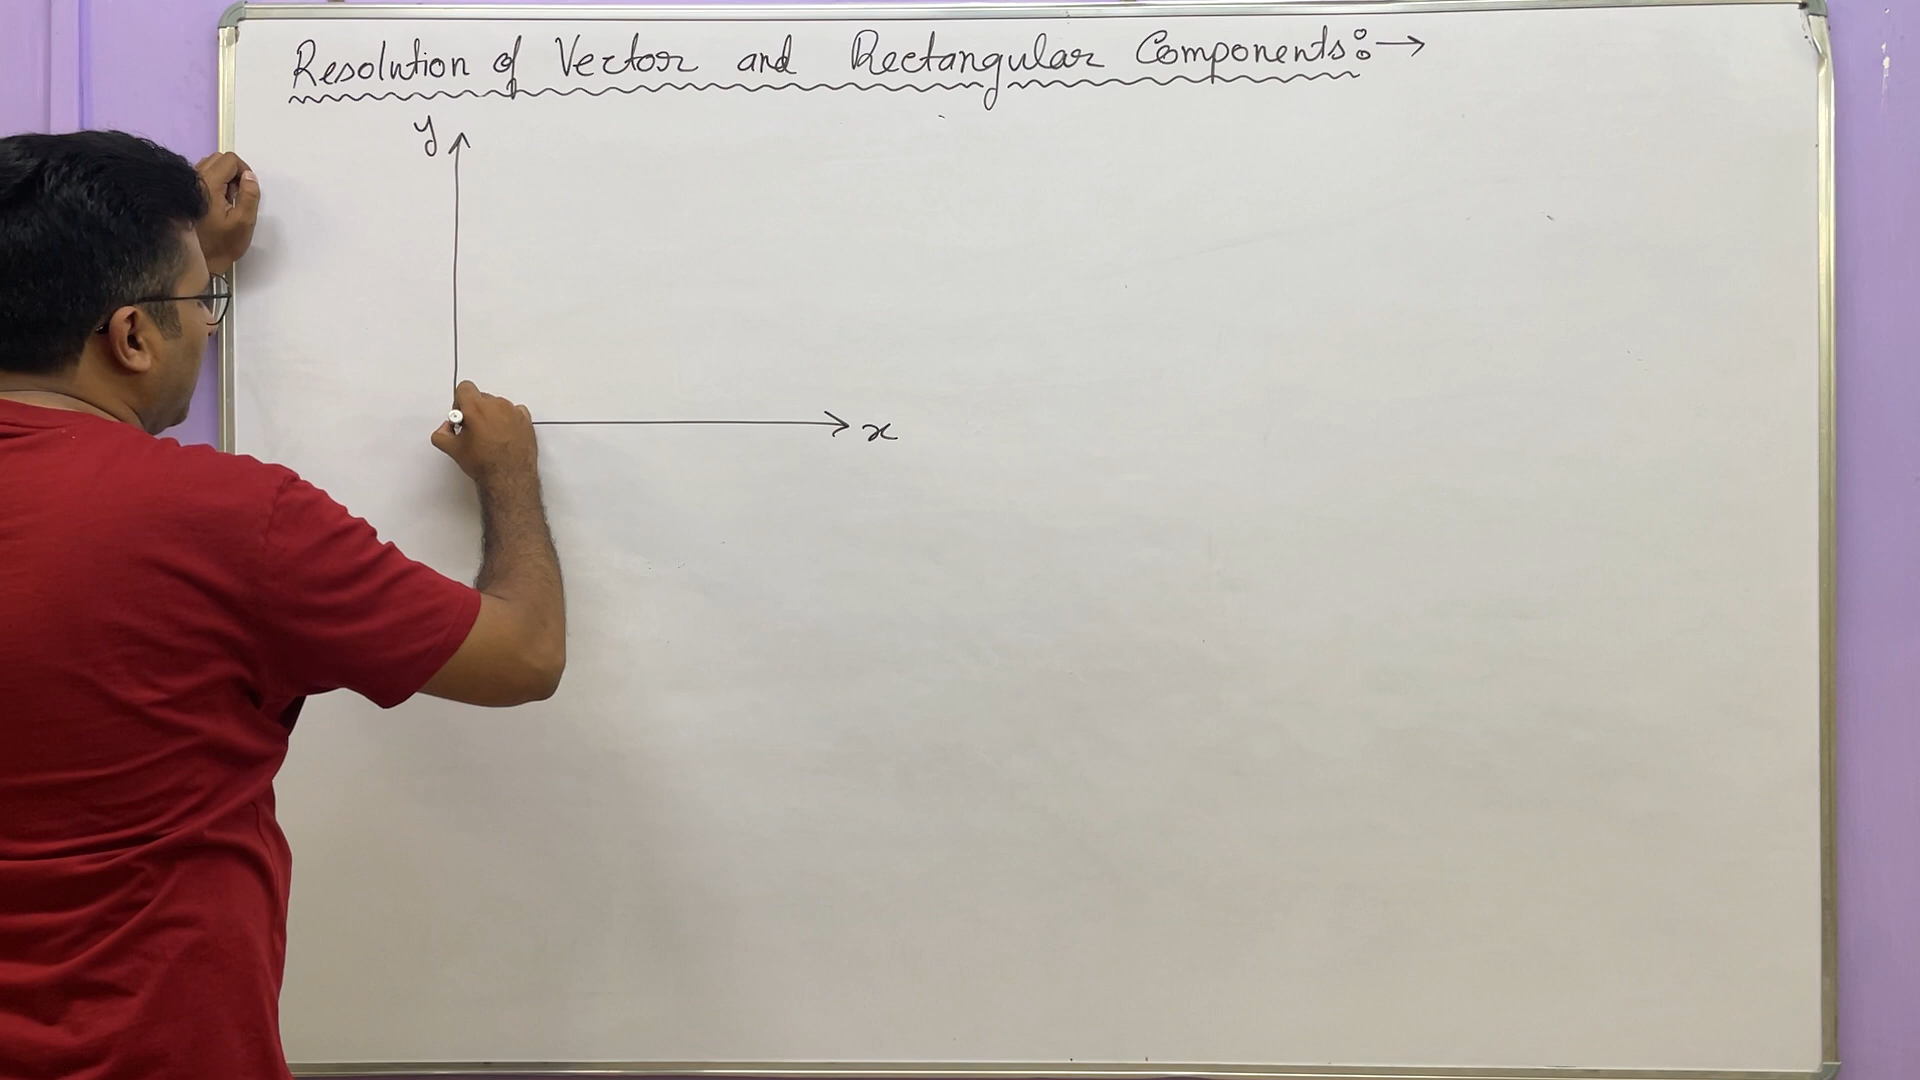 Resolution of Vector and Rectangular Components:→
y
x